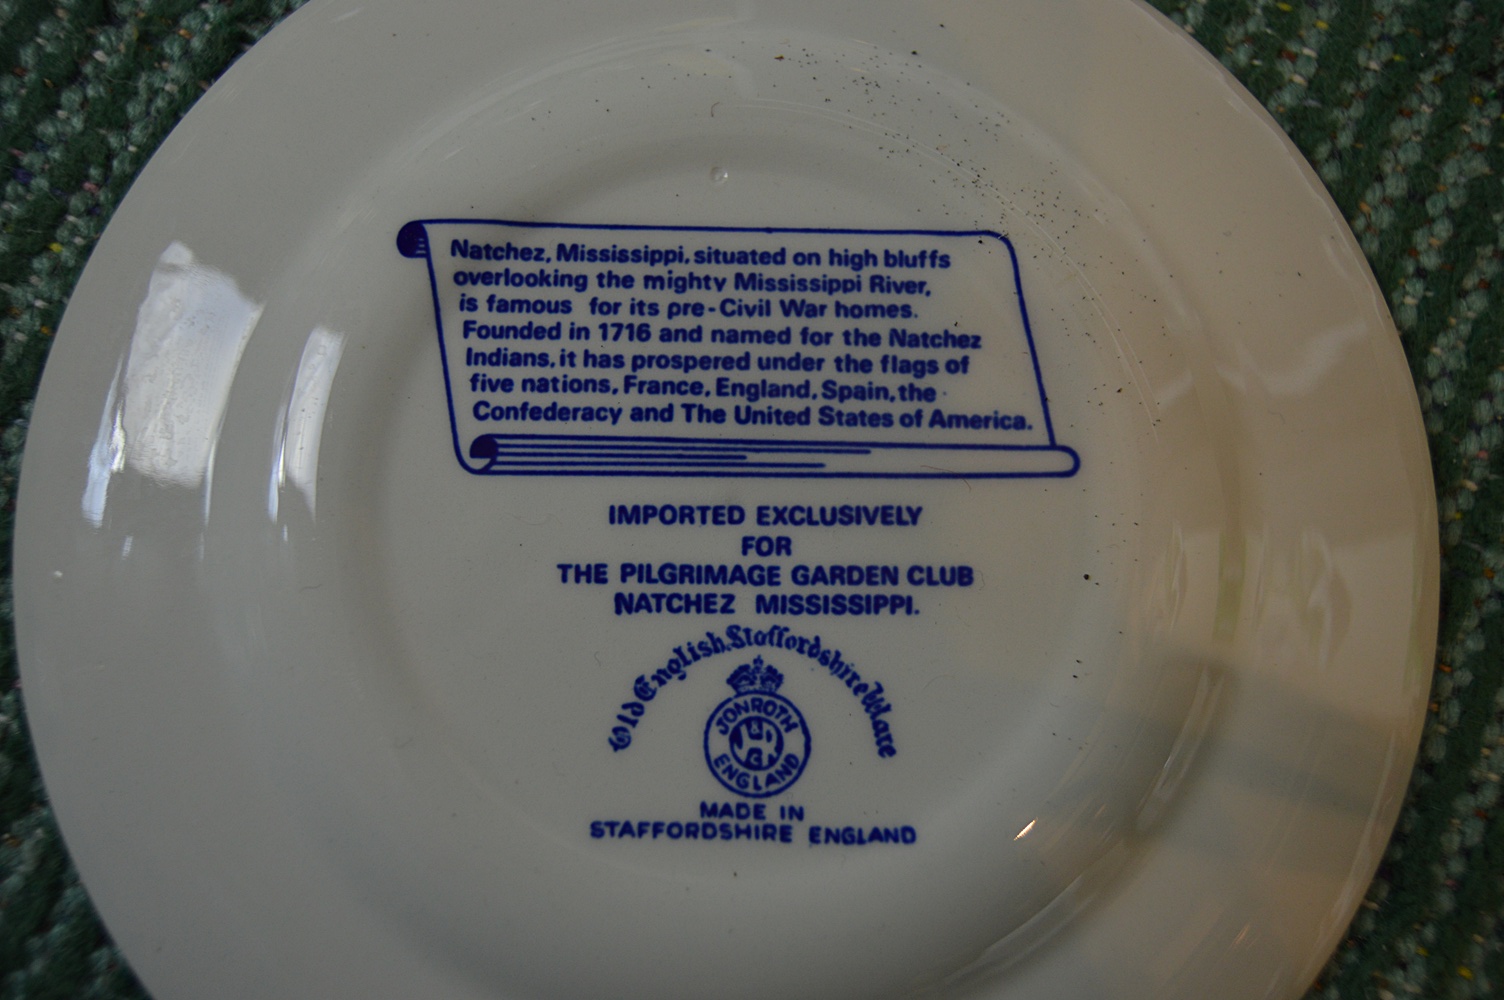 Natchez, Mississippi, situated on high bluffs
overlooking the mighty Mississippi River,
is famous for its pre-Civil War homes.
Founded in 1716 and named for the Natchez
Indians, it has prospered under the flags of
five nations, France, England, Spain, the
Confederacy and The United States of America.
IMPORTED EXCLUSIVELY
FOR
THE PILGRIMAGE GARDEN CLUB
NATCHEZ MISSISSIPPI.
Old English Staffordshire Ware
JONROTH
ENGLAND
MADE IN
STAFFORDSHIRE ENGLAND